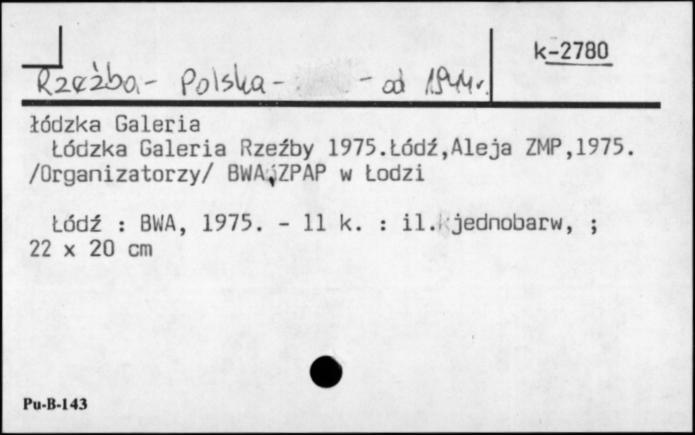 k-2780
Rzeźba - Polska - - od 1944r.
łódzka Galeria
Łódzka Galeria Rzeźby 1975.Łódź,Aleja ZMP,1975.
/Organizatorzy/ BWA,ZPAP w Łodzi
Łódź : BWA, 1975. - 11 k. : il. jednobarw, ;
22 x 20 cm
Pu-B-143